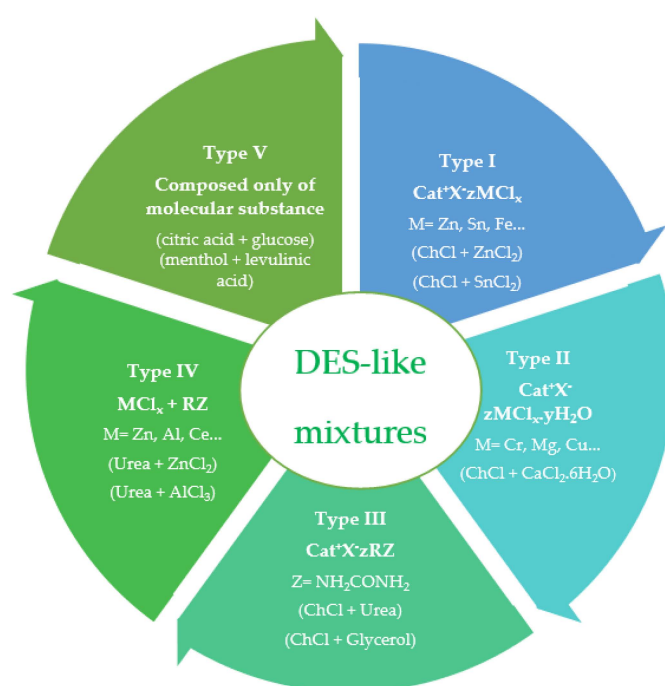 DES-like
mixtures
Type I
Cat⁺X⁻zMClₓ
M= Zn, Sn, Fe...
(ChCl + ZnCl₂)
(ChCl + SnCl₂)
Type II
Cat⁺X⁻
zMClₓ.yH₂O
M= Cr, Mg, Cu...
(ChCl + CaCl₂.6H₂O)
Type III
Cat⁺X⁻zRZ
Z= NH₂CONH₂
(ChCl + Urea)
(ChCl + Glycerol)
Type IV
MClₓ + RZ
M= Zn, Al, Ce...
(Urea + ZnCl₂)
(Urea + AlCl₃)
Type V
Composed only of
molecular substance
(citric acid + glucose)
(menthol + levulinic
acid)